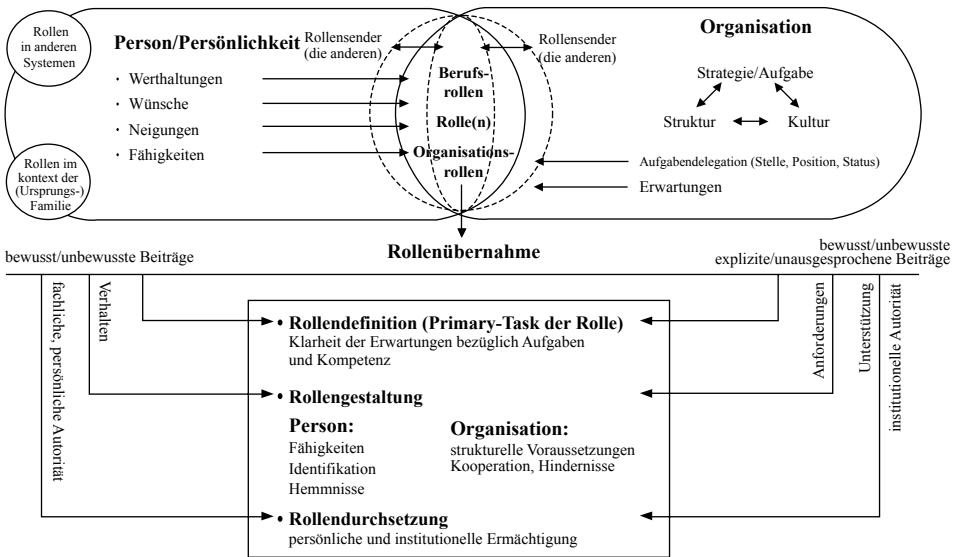 Rollen
in anderen
Systemen
Person/Persönlichkeit
· Werthaltungen
· Wünsche
· Neigungen
· Fähigkeiten
Rollen im
kontext der
(Ursprungs-)
Familie
Rollensender
(die anderen)
Berufs-
rollen
Rolle(n)
Organisations-
rollen
Rollensender
(die anderen)
Organisation
Strategie/Aufgabe
Struktur
Kultur
Aufgabendelegation (Stelle, Position, Status)
Erwartungen
Rollenübernahme
bewusst/unbewusste Beiträge
bewusst/unbewusste
explizite/unausgesprochene Beiträge
fachliche, persönliche Autorität
Verhalten
• Rollendefinition (Primary-Task der Rolle)
Klarheit der Erwartungen bezüglich Aufgaben
und Kompetenz
• Rollengestaltung
Person:
Fähigkeiten
Identifikation
Hemmnisse
Organisation:
strukturelle Voraussetzungen
Kooperation, Hindernisse
• Rollendurchsetzung
persönliche und institutionelle Ermächtigung
Anforderungen
Unterstützung
institutionelle Autorität